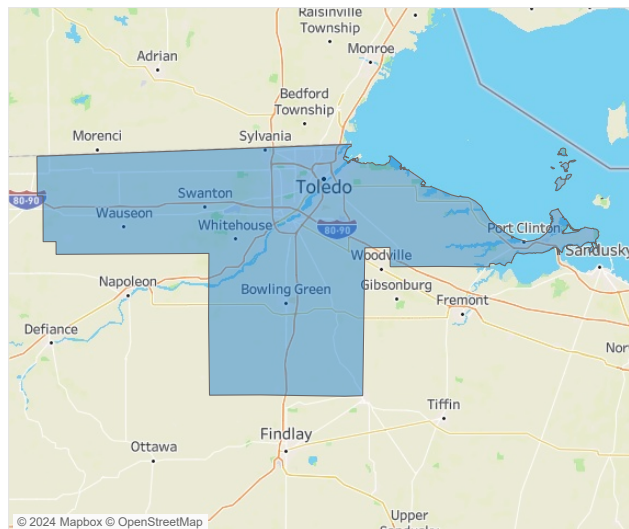 Raisinville
Township
Adrian
Monroe
Bedford
Township
Morenci
Sylvania
Toledo
80-90
Swanton
Wauseon
Whitehouse
80-90
Port Clinton
Woodville
Sandusky
Napoleon
Gibsonburg
Bowling Green
Fremont
Defiance
Nor
Tiffin
Findlay
Ottawa
Upper
Sandusky
© 2024 Mapbox © OpenStreetMap